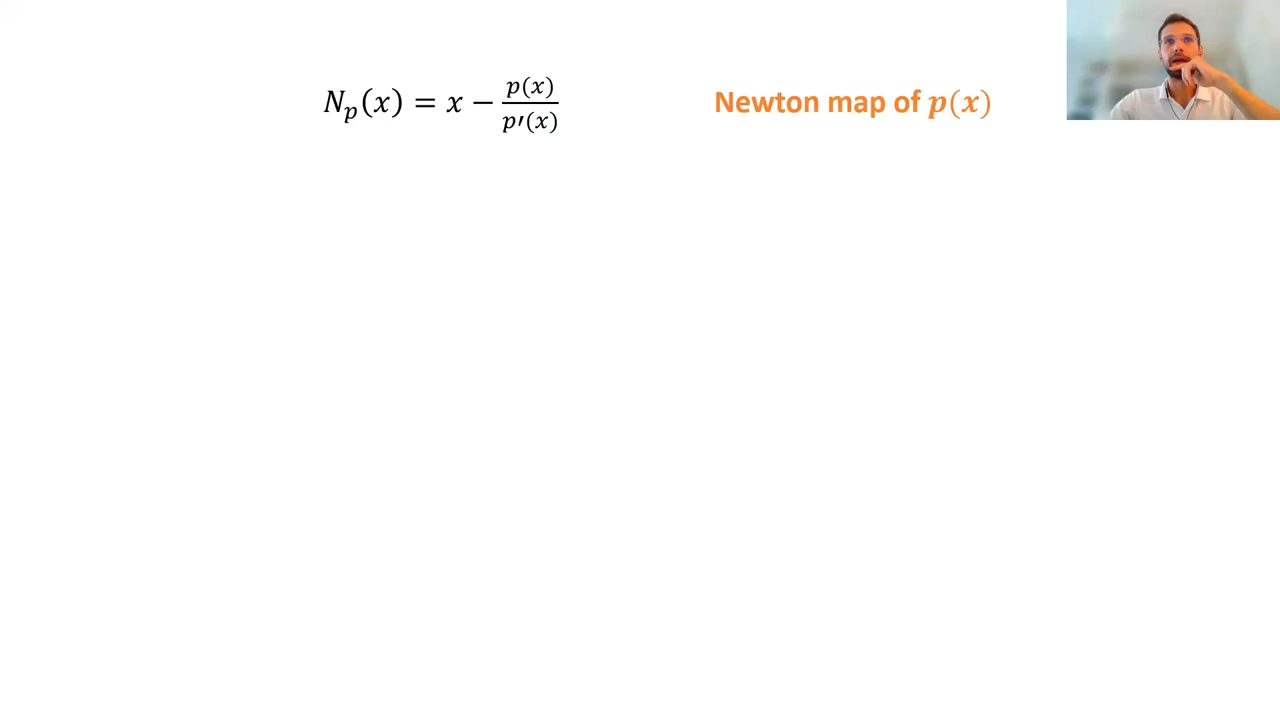 N_p(x) = x − p(x)/p′(x)
Newton map of p(x)